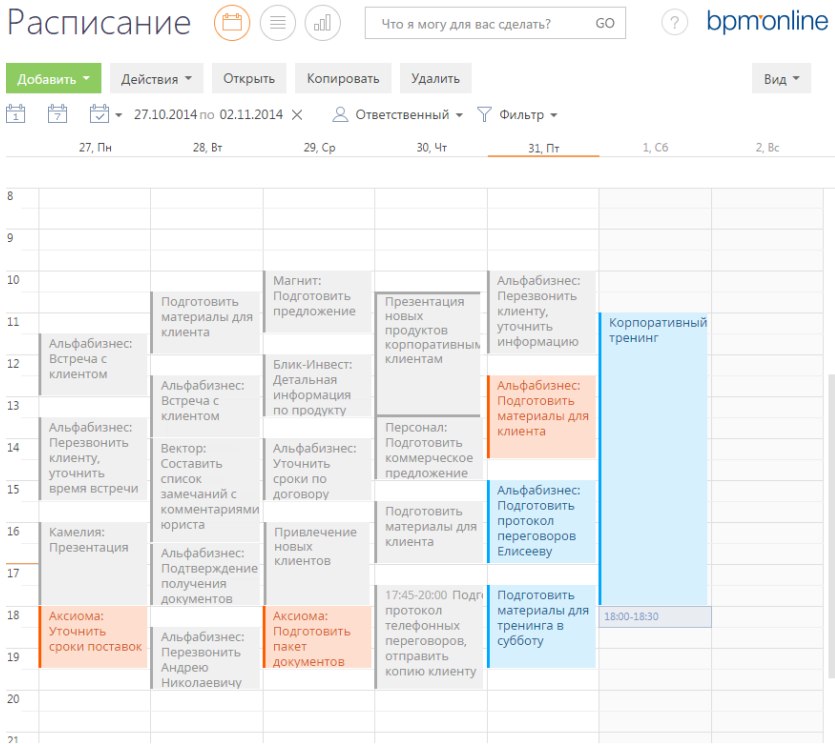 Расписание
Что я могу для вас сделать? GO
?
bpmonline
Добавить Действия Открыть Копировать Удалить Вид
1 7 27.10.2014 по 02.11.2014 Ответственный Фильтр
27, Пн 28, Вт 29, Ср 30, Чт 31, Пт 1, Сб 2, Вс
8
9
10
11
12
13
14
15
16
17
18
19
20
21
Альфабизнес:
Встреча с
клиентом
Альфабизнес:
Перезвонить
клиенту,
уточнить
время встречи
Камелия:
Презентация
Аксиома:
Уточнить
сроки поставок
Подготовить
материалы для
клиента
Альфабизнес:
Встреча с
клиентом
Вектор:
Составить
список
замечаний с
комментариями
юриста
Альфабизнес:
Подтверждение
получения
документов
Альфабизнес:
Перезвонить
Андрею
Николаевичу
Магнит:
Подготовить
предложение
Блик-Инвест:
Детальная
информация
по продукту
Альфабизнес:
Уточнить
сроки по
договору
Привлечение
новых
клиентов
Аксиома:
Подготовить
пакет
документов
Презентация
новых
продуктов
корпоративным
клиентам
Персонал:
Подготовить
коммерческое
предложение
Подготовить
материалы для
клиента
17:45-20:00 Подг
протокол
телефонных
переговоров,
отправить
копию клиенту
Альфабизнес:
Перезвонить
клиенту,
уточнить
информацию
Альфабизнес:
Подготовить
материалы для
клиента
Альфабизнес:
Подготовить
протокол
переговоров
Елисееву
Подготовить
материалы для
тренинга в
субботу
Корпоративный
тренинг
18:00-18:30